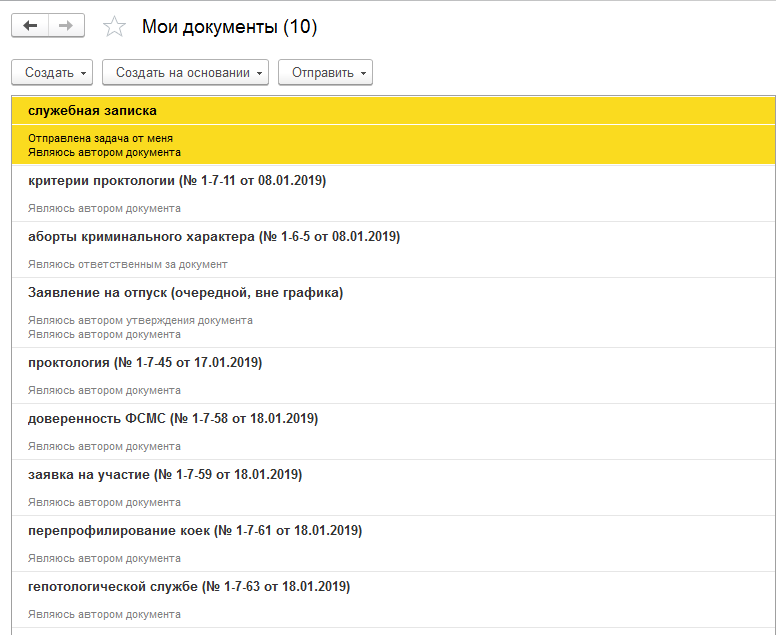 Мои документы (10)
Создать
Создать на основании
Отправить
служебная записка
Отправлена задача от меня
Являюсь автором документа
критерии проктологии (№ 1-7-11 от 08.01.2019)
Являюсь автором документа
аборты криминального характера (№ 1-6-5 от 08.01.2019)
Являюсь ответственным за документ
Заявление на отпуск (очередной, вне графика)
Являюсь автором утверждения документа
Являюсь автором документа
проктология (№ 1-7-45 от 17.01.2019)
Являюсь автором документа
доверенность ФСМС (№ 1-7-58 от 18.01.2019)
Являюсь автором документа
заявка на участие (№ 1-7-59 от 18.01.2019)
Являюсь автором документа
перепрофилирование коек (№ 1-7-61 от 18.01.2019)
Являюсь автором документа
гепотологической службе (№ 1-7-63 от 18.01.2019)
Являюсь автором документа